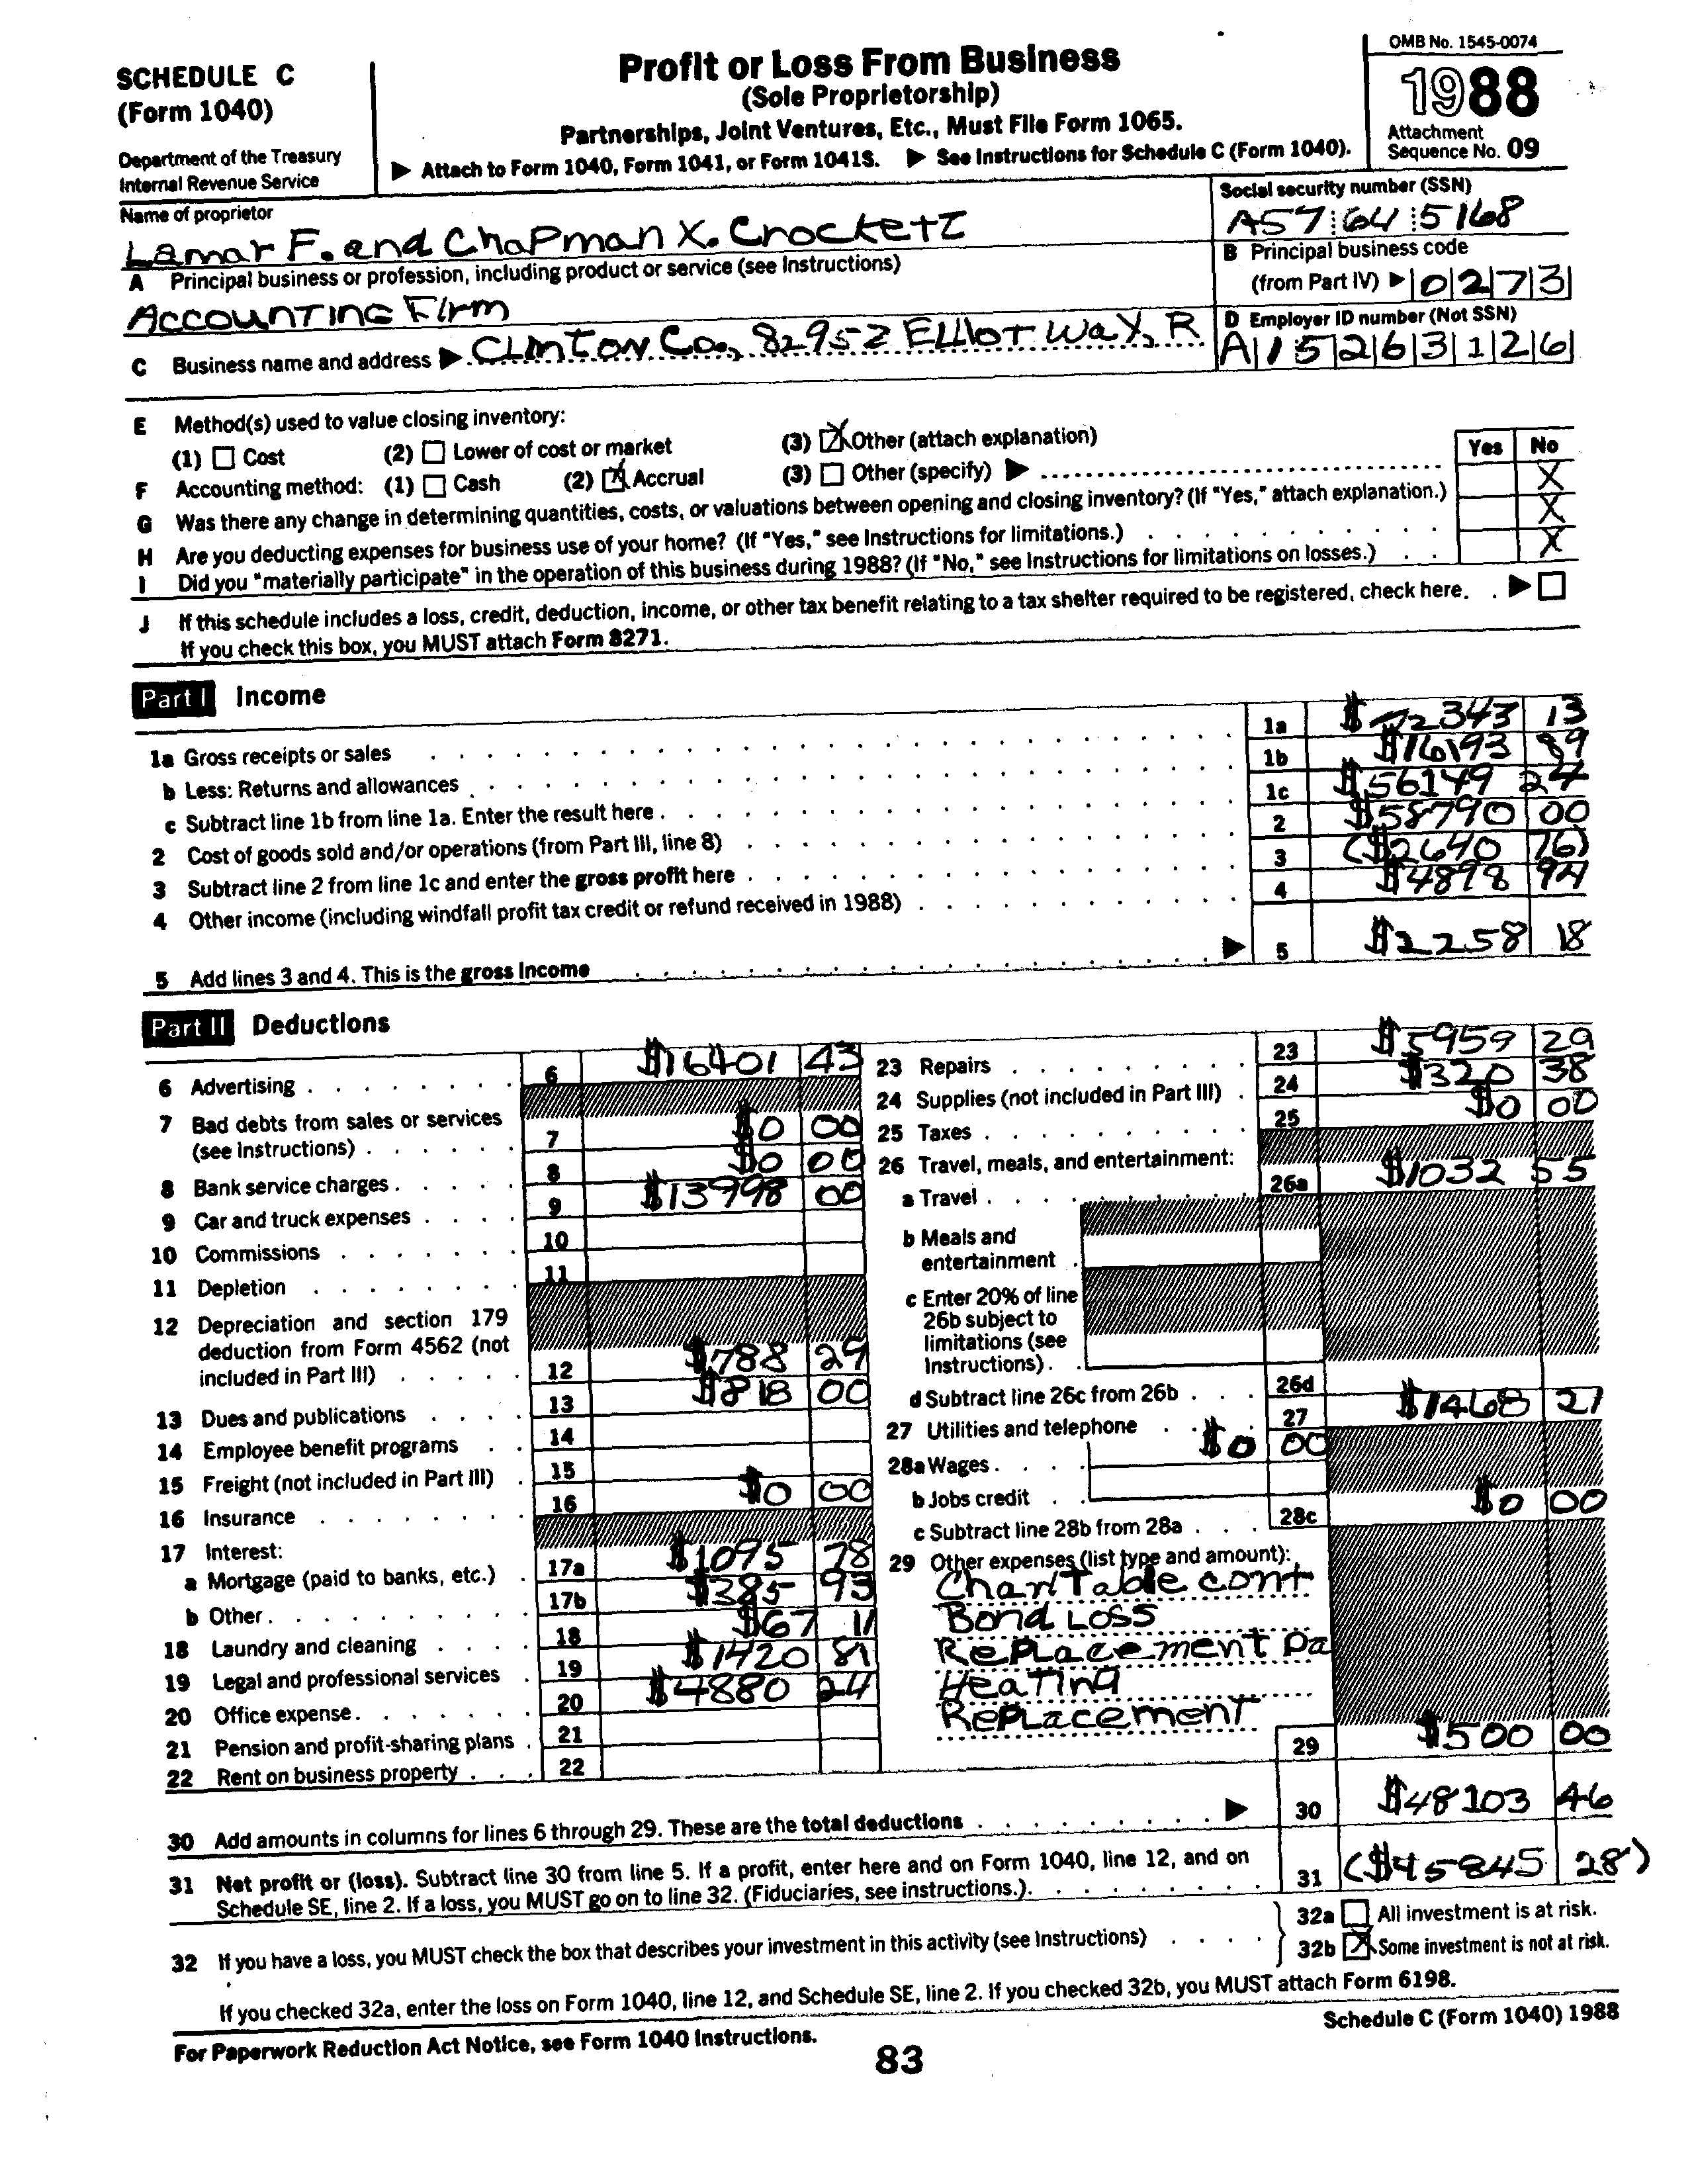 SCHEDULE C
(Form 1040)
Department of the Treasury
Internal Revenue Service
Profit or Loss From Business
(Sole Proprietorship)
Partnerships, Joint Ventures, Etc., Must File Form 1065.
▶ Attach to Form 1040, Form 1041, or Form 1041S. ▶ See Instructions for Schedule C (Form 1040).
OMB No. 1545-0074
1988
Attachment
Sequence No. 09
Name of proprietor
Lamar F. and Chapman X. Crockett
Social security number (SSN)
A57 64 5168
A Principal business or profession, including product or service (see Instructions)
Accounting Firm
B Principal business code
(from Part IV) ▶ 0273
C Business name and address ▶ Clinton Co., 82952 Elliot Way, R
D Employer ID number (Not SSN)
A15263126
E Method(s) used to value closing inventory:
(1) Cost (2) Lower of cost or market (3) X Other (attach explanation)
Yes No
F Accounting method: (1) Cash (2) X Accrual (3) Other (specify) ▶
G Was there any change in determining quantities, costs, or valuations between opening and closing inventory? (If "Yes," attach explanation.) X
H Are you deducting expenses for business use of your home? (If "Yes," see Instructions for limitations.) X
I Did you "materially participate" in the operation of this business during 1988? (If "No," see Instructions for limitations on losses.) X
J If this schedule includes a loss, credit, deduction, income, or other tax benefit relating to a tax shelter required to be registered, check here. ▶
If you check this box, you MUST attach Form 8271.
Part I Income
1a Gross receipts or sales 1a $72343 13
b Less: Returns and allowances 1b $16193 89
c Subtract line 1b from line 1a. Enter the result here 1c $56149 24
2 Cost of goods sold and/or operations (from Part III, line 8) 2 $58790 00
3 Subtract line 2 from line 1c and enter the gross profit here 3 ($2640 76)
4 Other income (including windfall profit tax credit or refund received in 1988) 4 $4898 94
5 Add lines 3 and 4. This is the gross income ▶ 5 $2258 18
Part II Deductions
6 Advertising 6 $16401 43
7 Bad debts from sales or services
(see Instructions) 7 $0 00
8 Bank service charges 8 $0 00
9 Car and truck expenses 9 $13998 00
10 Commissions 10
11 Depletion 11
12 Depreciation and section 179
deduction from Form 4562 (not
included in Part III) 12 $788 29
13 Dues and publications 13 $818 00
14 Employee benefit programs 14
15 Freight (not included in Part III) 15
16 Insurance 16 $0 00
17 Interest:
a Mortgage (paid to banks, etc.) 17a $1095 78
b Other 17b $385 93
18 Laundry and cleaning 18 $67 11
19 Legal and professional services 19 $1420 81
20 Office expense 20 $4880 24
21 Pension and profit-sharing plans 21
22 Rent on business property 22
23 Repairs 23 $5959 29
24 Supplies (not included in Part III) 24 $320 38
25 Taxes 25 $0 00
26 Travel, meals, and entertainment:
a Travel 26a $1032 55
b Meals and
entertainment
c Enter 20% of line
26b subject to
limitations (see
Instructions)
d Subtract line 26c from 26b 26d
27 Utilities and telephone 27 $1468 27
28a Wages $0 00
b Jobs credit
c Subtract line 28b from 28a 28c $0 00
29 Other expenses (list type and amount):
Charitable cont
Bond Loss
Replacement Pa
Heating
Replacement
29 $500 00
30 Add amounts in columns for lines 6 through 29. These are the total deductions ▶ 30 $48103 46
31 Net profit or (loss). Subtract line 30 from line 5. If a profit, enter here and on Form 1040, line 12, and on
Schedule SE, line 2. If a loss, you MUST go on to line 32. (Fiduciaries, see instructions.) 31 ($45845 28)
32 If you have a loss, you MUST check the box that describes your investment in this activity (see Instructions)
32a All investment is at risk.
32b X Some investment is not at risk.
If you checked 32a, enter the loss on Form 1040, line 12, and Schedule SE, line 2. If you checked 32b, you MUST attach Form 6198.
For Paperwork Reduction Act Notice, see Form 1040 Instructions.
Schedule C (Form 1040) 1988
83